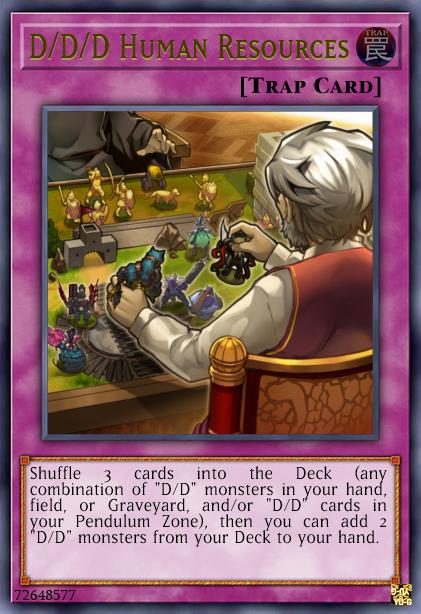 D/D/D Human Resources
TRAP
罠
[Trap Card]
Shuffle 3 cards into the Deck (any
combination of "D/D" monsters in your hand,
field, or Graveyard, and/or "D/D" cards in
your Pendulum Zone), then you can add 2
"D/D" monsters from your Deck to your hand.
72648577